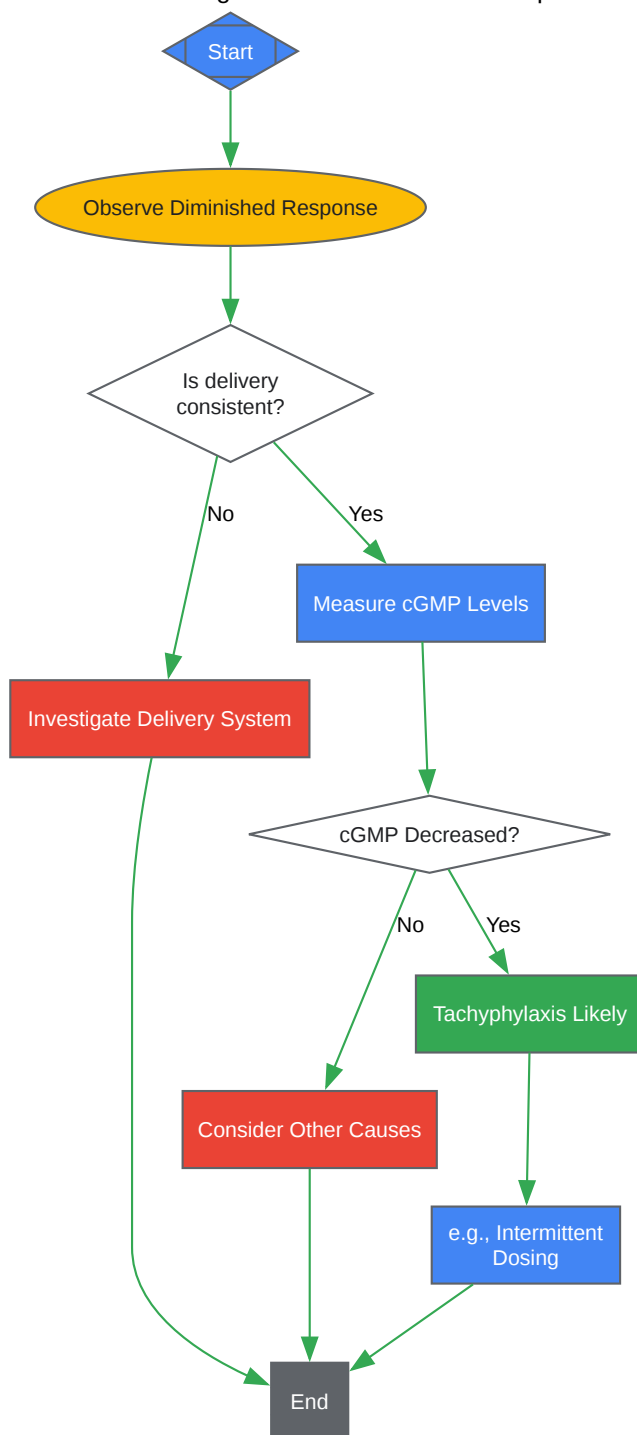 Start
Observe Diminished Response
Is delivery
consistent?
No
Yes
Measure cGMP Levels
Investigate Delivery System
cGMP Decreased?
No
Yes
Tachyphylaxis Likely
Consider Other Causes
e.g., Intermittent
Dosing
End